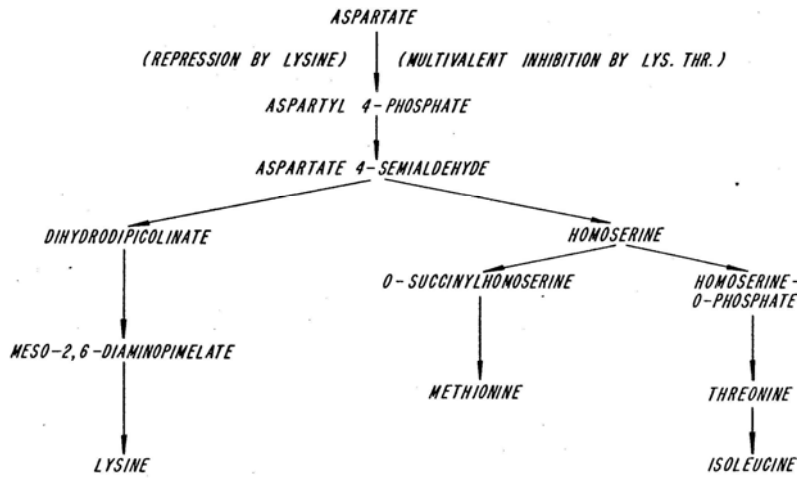 ASPARTATE
(REPRESSION BY LYSINE) (MULTIVALENT INHIBITION BY LYS. THR.)
ASPARTYL 4-PHOSPHATE
ASPARTATE 4-SEMIALDEHYDE
DIHYDRODIPICOLINATE
HOMOSERINE
O-SUCCINYLHOMOSERINE
HOMOSERINE-
O-PHOSPHATE
MESO-2,6-DIAMINOPIMELATE
METHIONINE
THREONINE
LYSINE
ISOLEUCINE